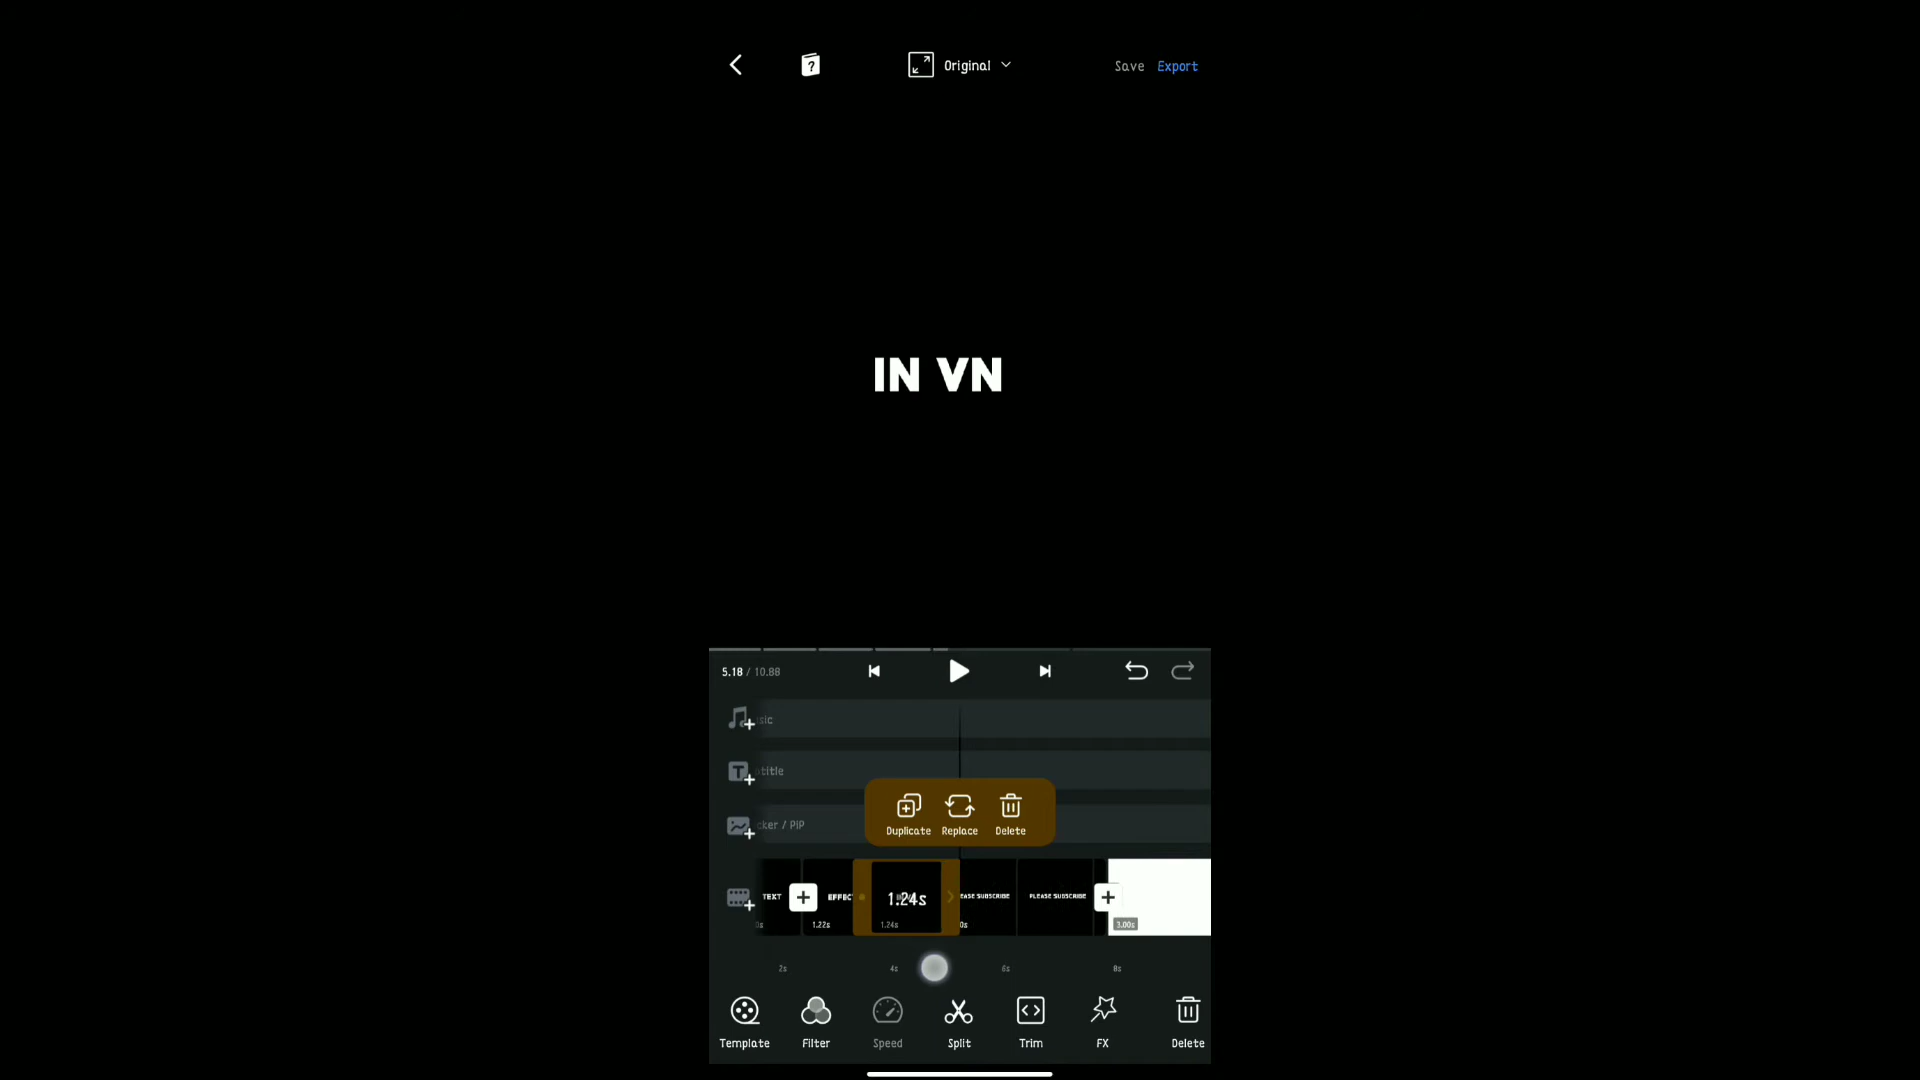 Original
Save Export
IN VN
5.18 / 10.88
Duplicate Replace Delete
TEXT
1.22s
1.24s
1.24s
PLEASE SUBSCRIBE
3.00s
2s 4s 6s 8s
Template Filter Speed Split Trim FX Delete